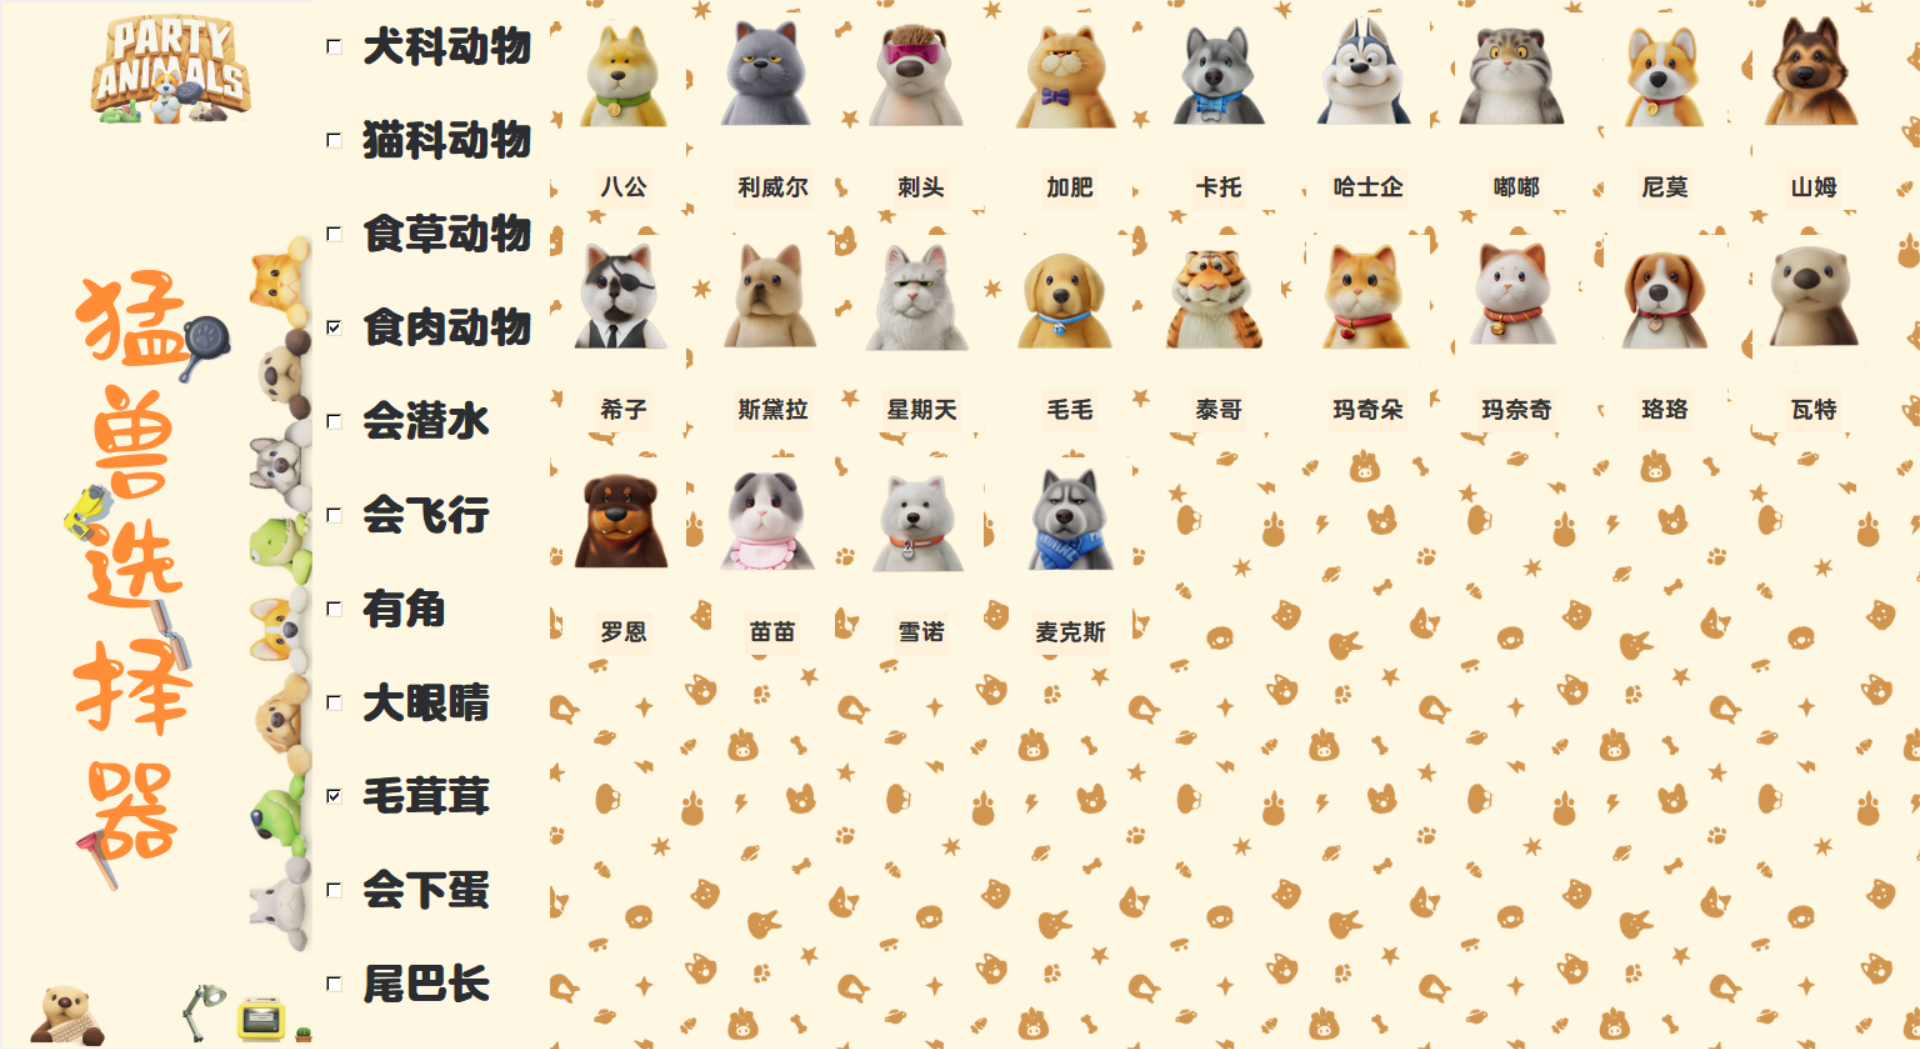 PARTY
ANIMALS
猛
兽
选
择
器
犬科动物
猫科动物
食草动物
食肉动物
会潜水
会飞行
有角
大眼睛
毛茸茸
会下蛋
尾巴长
八公
利威尔
刺头
加肥
卡托
哈士企
嘟嘟
尼莫
山姆
希子
斯黛拉
星期天
毛毛
泰哥
玛奇朵
玛奈奇
珞珞
瓦特
罗恩
苗苗
雪诺
麦克斯